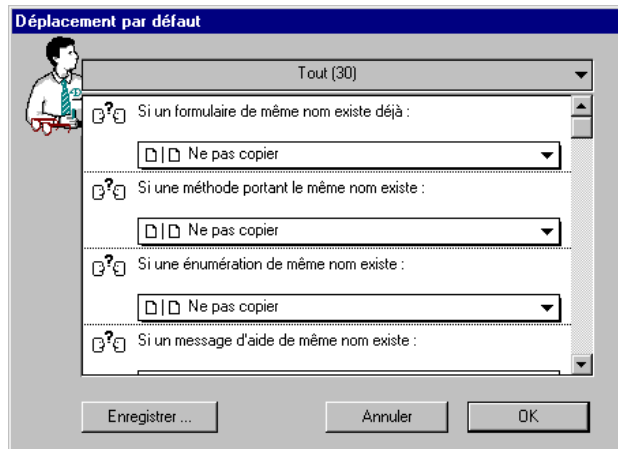 Déplacement par défaut
Tout (30)
Si un formulaire de même nom existe déjà :
Ne pas copier
Si une méthode portant le même nom existe :
Ne pas copier
Si une énumération de même nom existe :
Ne pas copier
Si un message d'aide de même nom existe :
Enregistrer ...
Annuler
OK